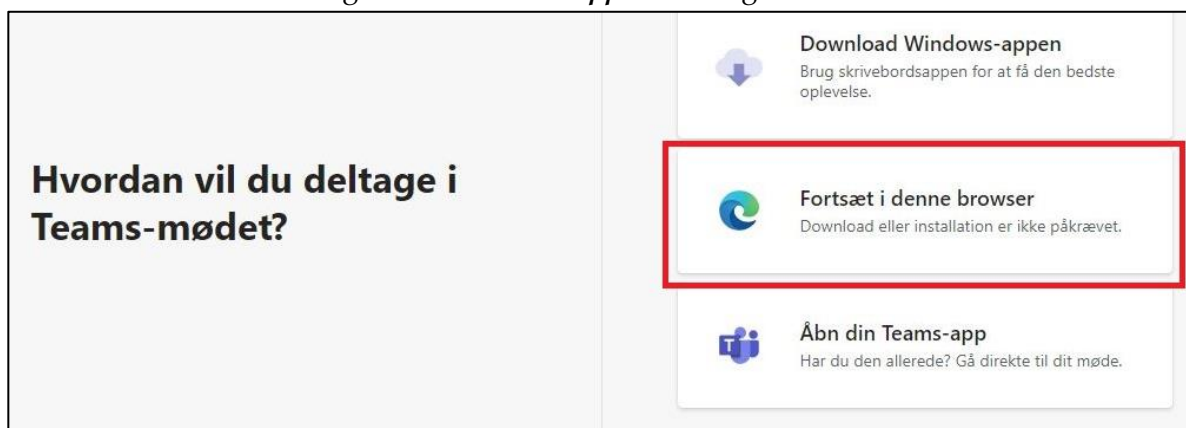 Hvordan vil du deltage i
Teams-mødet?
Download Windows-appen
Brug skrivebordsappen for at få den bedste
oplevelse.
Fortsæt i denne browser
Download eller installation er ikke påkrævet.
Åbn din Teams-app
Har du den allerede? Gå direkte til dit møde.